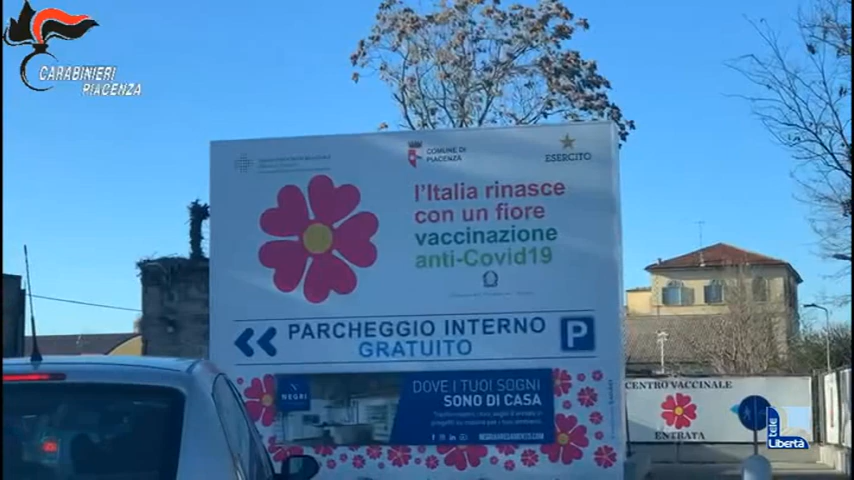 CARABINIERI
PIACENZA
COMUNE DI
PIACENZA
ESERCITO
l'Italia rinasce
con un fiore
vaccinazione
anti-Covid19
PARCHEGGIO INTERNO
GRATUITO
P
NEGRI
DOVE I TUOI SOGNI
SONO DI CASA
CENTRO VACCINALE
ENTRATA
tele
Libertà